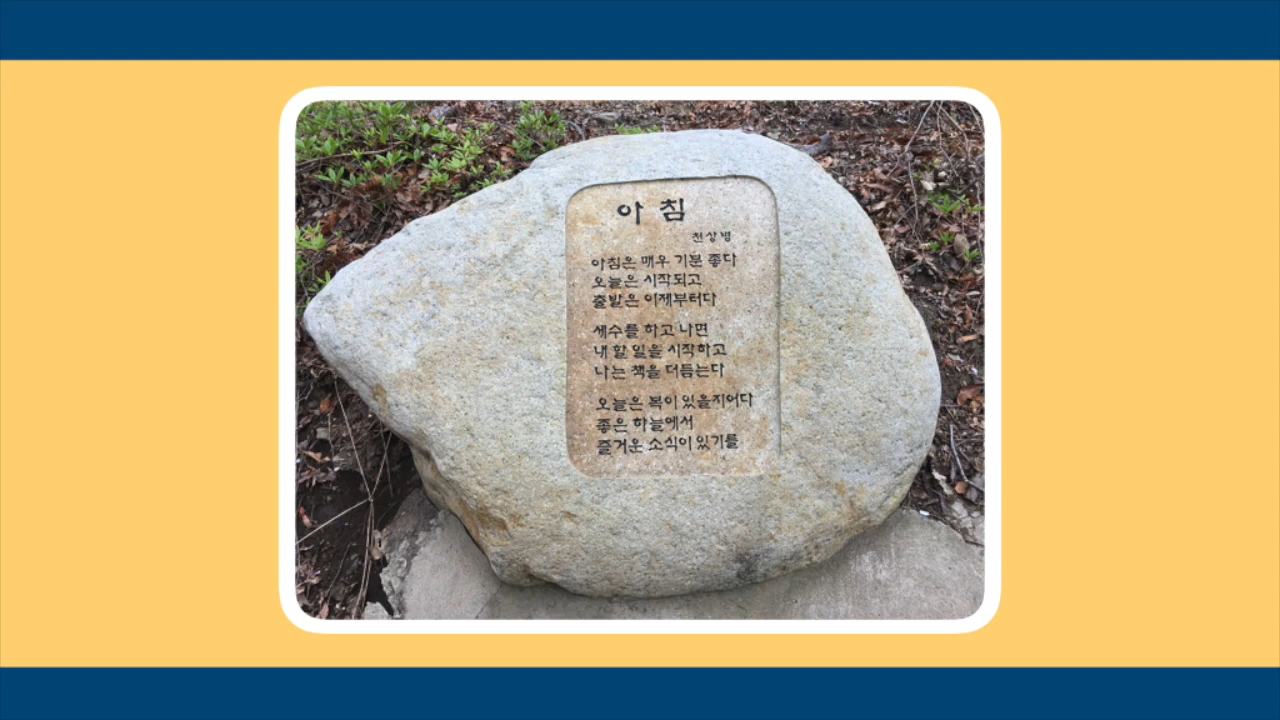 아침
천상병
아침은 매우 기분 좋다
오늘은 시작되고
출발은 이제부터다
세수를 하고 나면
내 할 일을 시작하고
나는 책을 더듬는다
오늘은 복이 있을지어다
좋은 하늘에서
즐거운 소식이 있기를